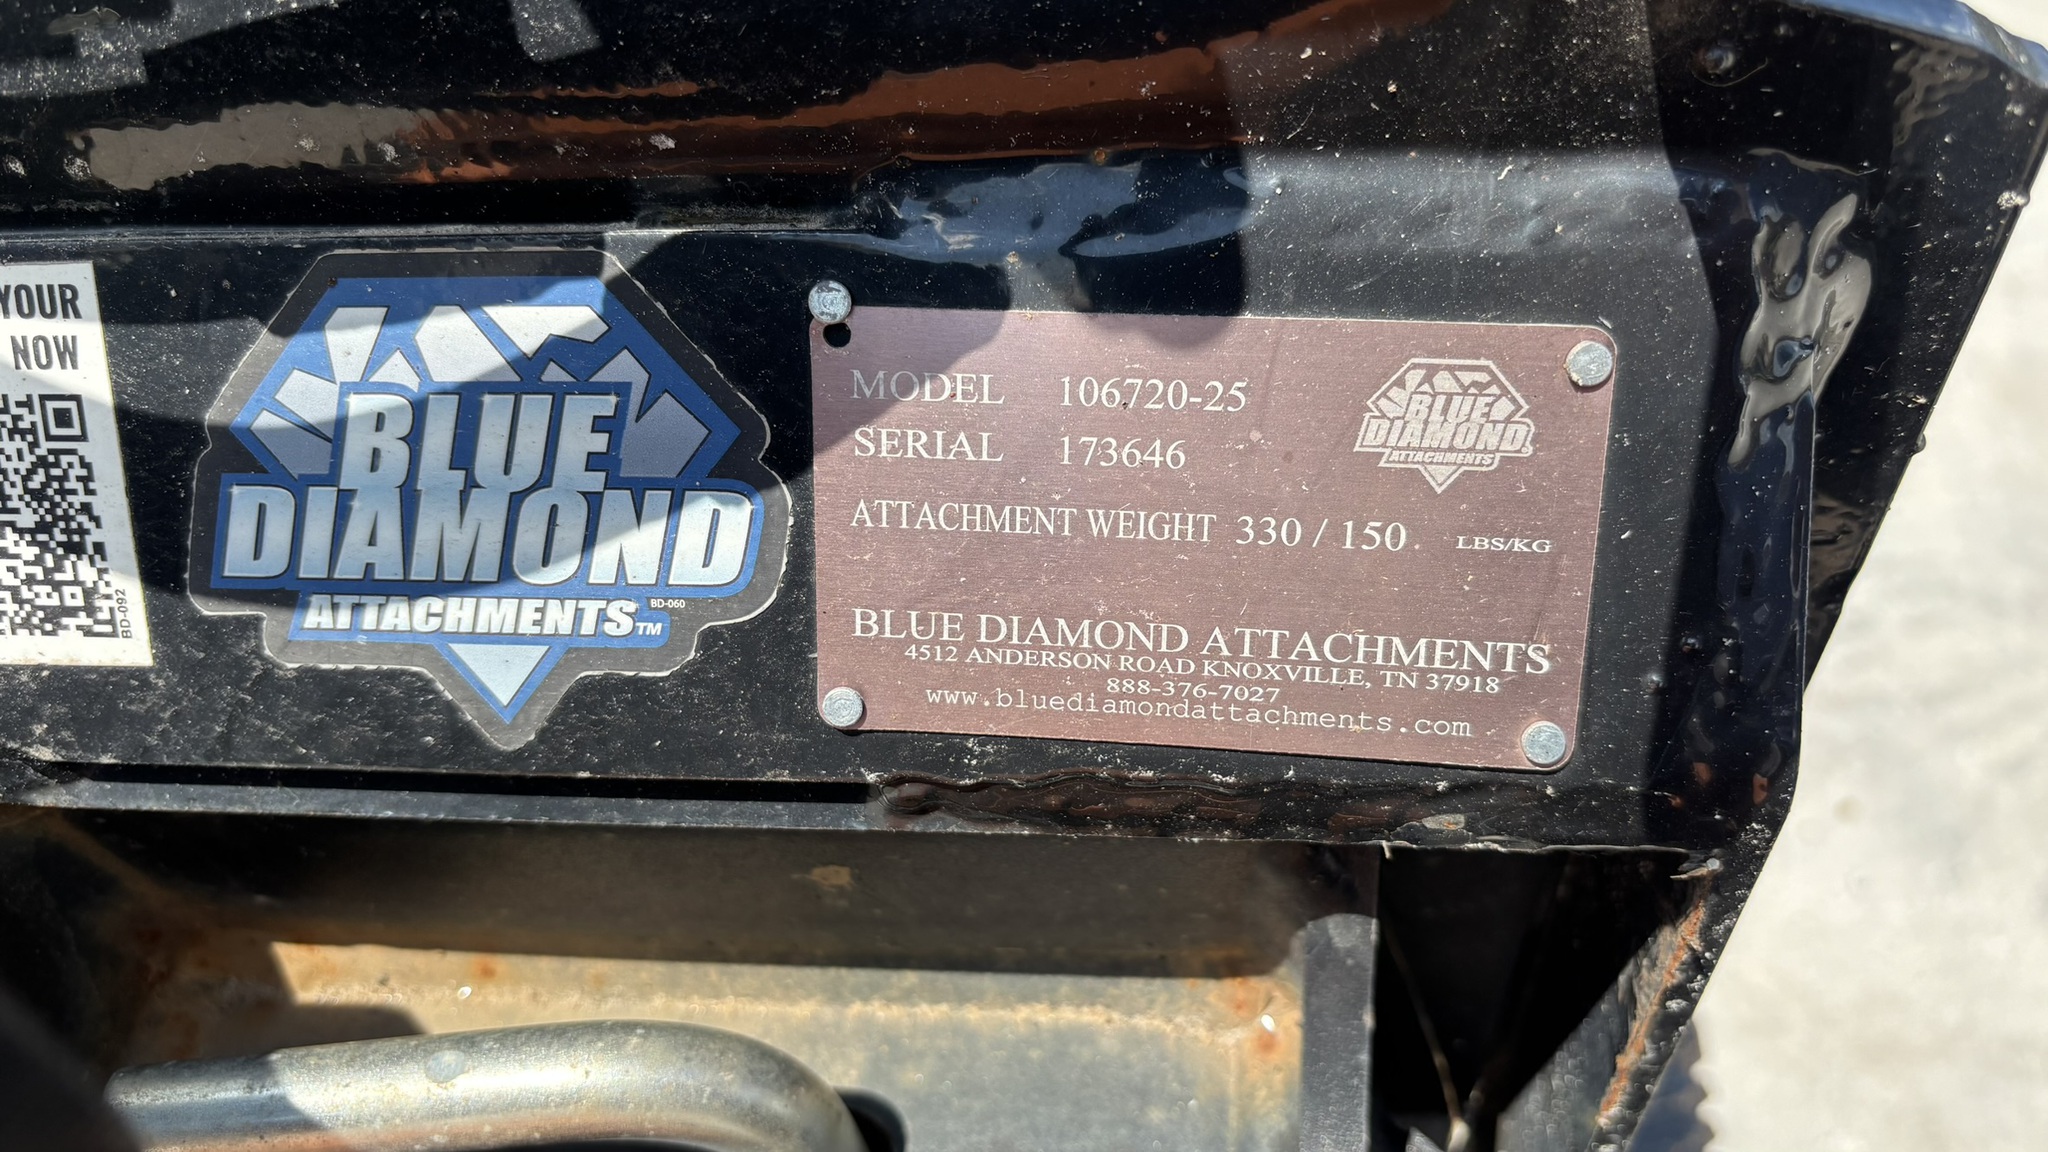 YOUR
NOW
BD-092
BLUE
DIAMOND
ATTACHMENTS TM
BD-060
MODEL 106720-25
SERIAL 173646
ATTACHMENT WEIGHT 330 / 150 LBS/KG
BLUE
DIAMOND
ATTACHMENTS
BLUE DIAMOND ATTACHMENTS
4512 ANDERSON ROAD KNOXVILLE, TN 37918
888-376-7027
www.bluediamondattachments.com